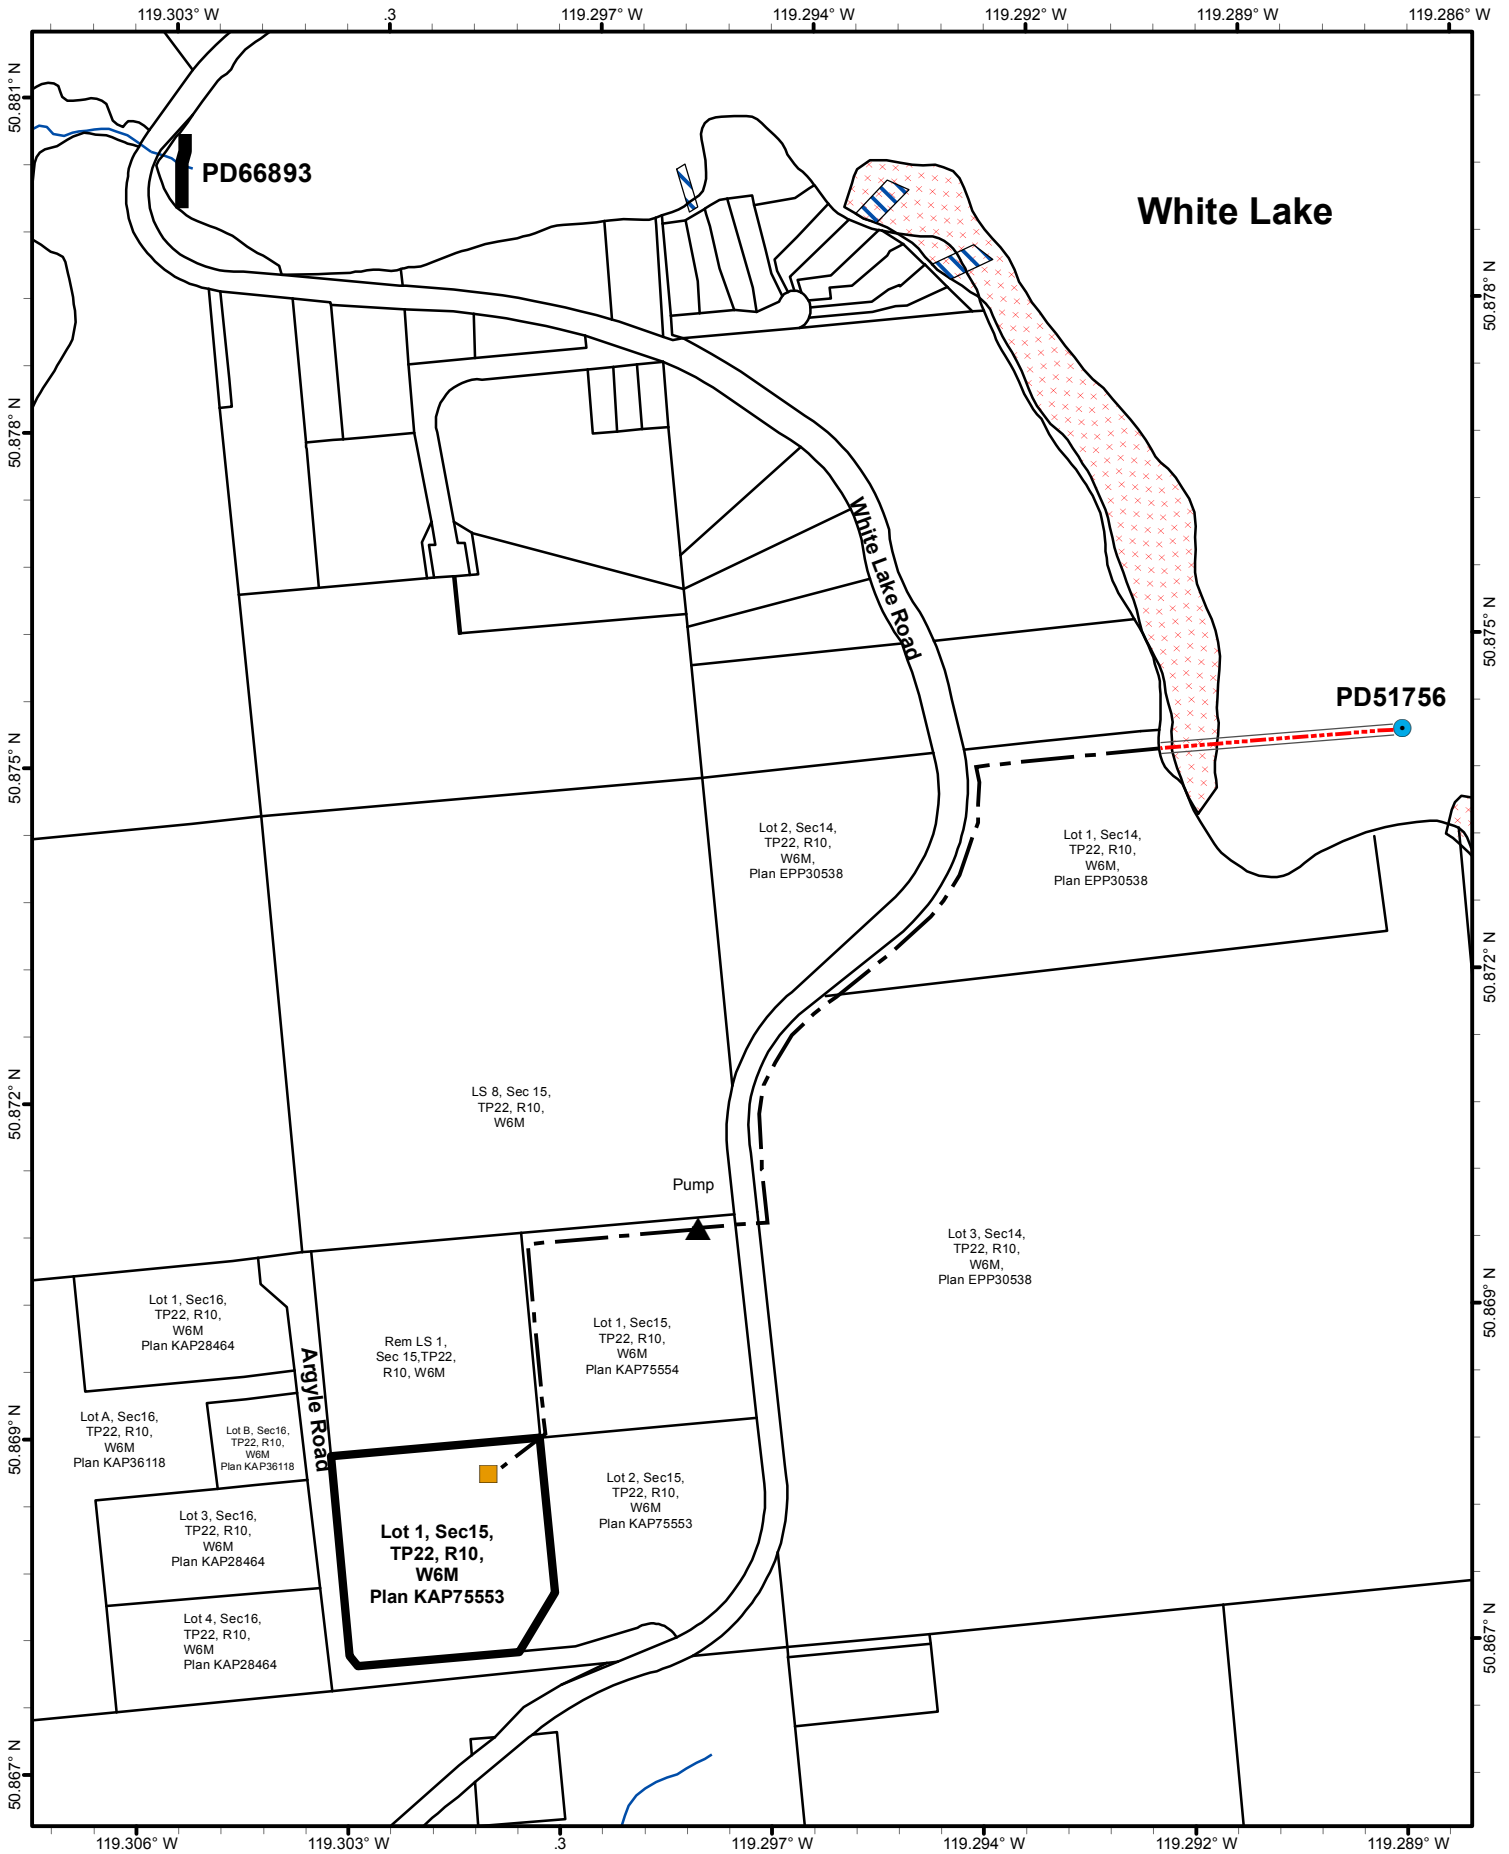 119.303° W
.3
119.297° W
119.294° W
119.292° W
119.289° W
119.286° W
50.881° N
PD66893
White Lake
50.878° N
50.878° N
White Lake Road
50.875° N
PD51756
50.875° N
Lot 2, Sec14,
TP22, R10,
W6M,
Plan EPP30538
Lot 1, Sec14,
TP22, R10,
W6M,
Plan EPP30538
50.872° N
50.872° N
LS 8, Sec 15,
TP22, R10,
W6M
Pump
Lot 3, Sec14,
TP22, R10,
W6M,
Plan EPP30538
50.869° N
Lot 1, Sec16,
TP22, R10,
W6M
Plan KAP28464
Argyle Road
Rem LS 1,
Sec 15,TP22,
R10, W6M
Lot 1, Sec15,
TP22, R10,
W6M
Plan KAP75554
Lot A, Sec16,
TP22, R10,
W6M
Plan KAP36118
Lot B, Sec16,
TP22, R10,
W6M
Plan KAP36118
50.869° N
Lot 2, Sec15,
TP22, R10,
W6M
Plan KAP75553
Lot 3, Sec16,
TP22, R10,
W6M
Plan KAP28464
Lot 1, Sec15,
TP22, R10,
W6M
Plan KAP75553
Lot 4, Sec16,
TP22, R10,
W6M
Plan KAP28464
50.867° N
50.867° N
119.306° W
119.303° W
.3
119.297° W
119.294° W
119.292° W
119.289° W